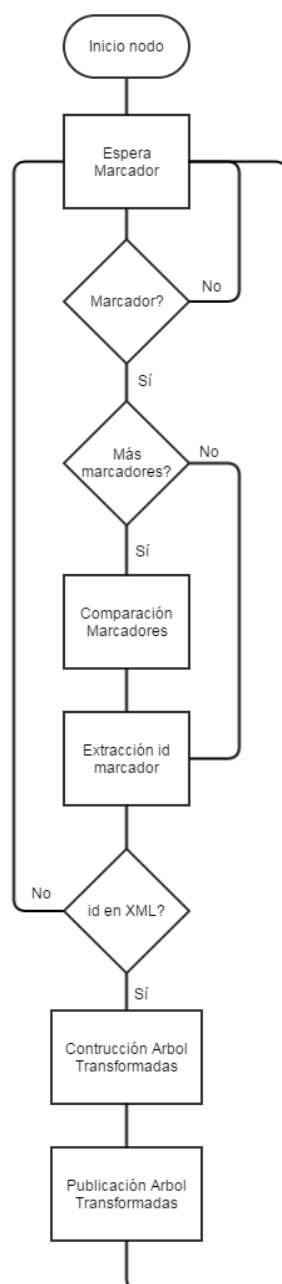 Inicio nodo
Espera
Marcador
Marcador?
No
Sí
Más
marcadores?
No
Sí
Comparación
Marcadores
Extracción id
marcador
id en XML?
No
Sí
Contrucción Arbol
Transformadas
Publicación Arbol
Transformadas